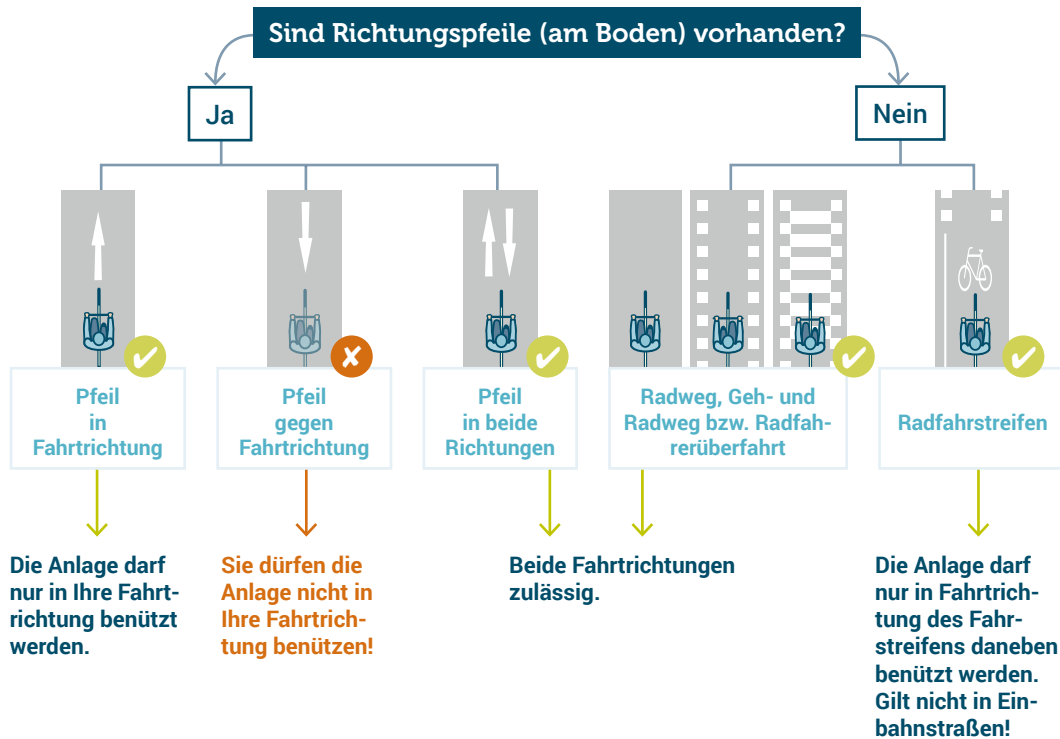 Sind Richtungspfeile (am Boden) vorhanden?
Ja
Nein
Pfeil
in
Fahrtrichtung
Pfeil
gegen
Fahrtrichtung
Pfeil
in beide
Richtungen
Radweg, Geh- und
Radweg bzw. Radfah-
rerüberfahrt
Radfahrstreifen
Die Anlage darf
nur in Ihre Fahrt-
richtung benützt
werden.
Sie dürfen die
Anlage nicht in
Ihre Fahrtrich-
tung benützen!
Beide Fahrtrichtungen
zulässig.
Die Anlage darf
nur in Fahrtrich-
tung des Fahr-
streifens daneben
benützt werden.
Gilt nicht in Ein-
bahnstraßen!